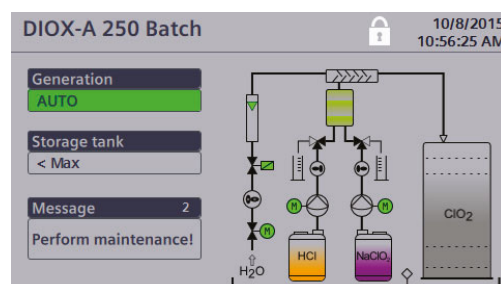 DIOX-A 250 Batch
10/8/2015
10:56:25 AM
Generation
AUTO
Storage tank
< Max
Message 2
Perform maintenance!
M
M
M
ClO2
HCl
NaClO2
H2O